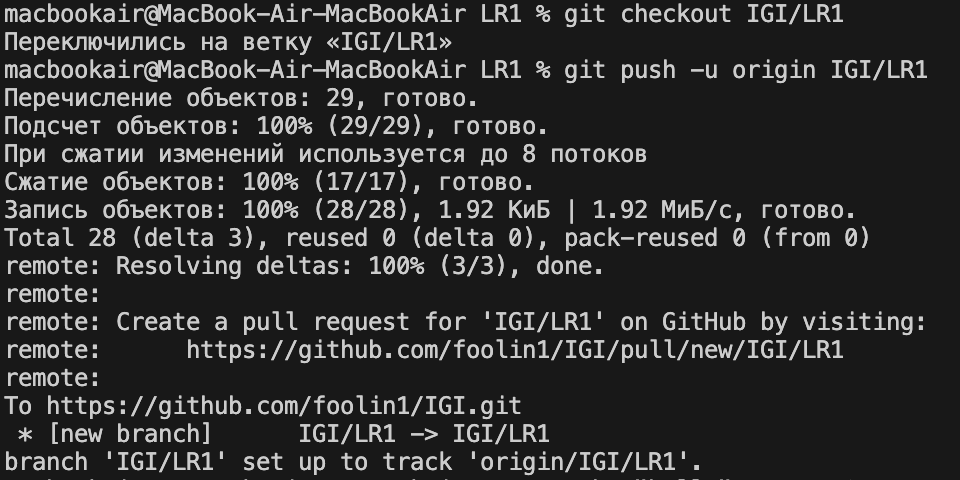 macbookair@MacBook-Air-MacBookAir LR1 % git checkout IGI/LR1
Переключились на ветку «IGI/LR1»
macbookair@MacBook-Air-MacBookAir LR1 % git push -u origin IGI/LR1
Перечисление объектов: 29, готово.
Подсчет объектов: 100% (29/29), готово.
При сжатии изменений используется до 8 потоков
Сжатие объектов: 100% (17/17), готово.
Запись объектов: 100% (28/28), 1.92 КиБ | 1.92 МиБ/с, готово.
Total 28 (delta 3), reused 0 (delta 0), pack-reused 0 (from 0)
remote: Resolving deltas: 100% (3/3), done.
remote:
remote: Create a pull request for 'IGI/LR1' on GitHub by visiting:
remote:      https://github.com/foolin1/IGI/pull/new/IGI/LR1
remote:
To https://github.com/foolin1/IGI.git
 * [new branch]      IGI/LR1 -> IGI/LR1
branch 'IGI/LR1' set up to track 'origin/IGI/LR1'.